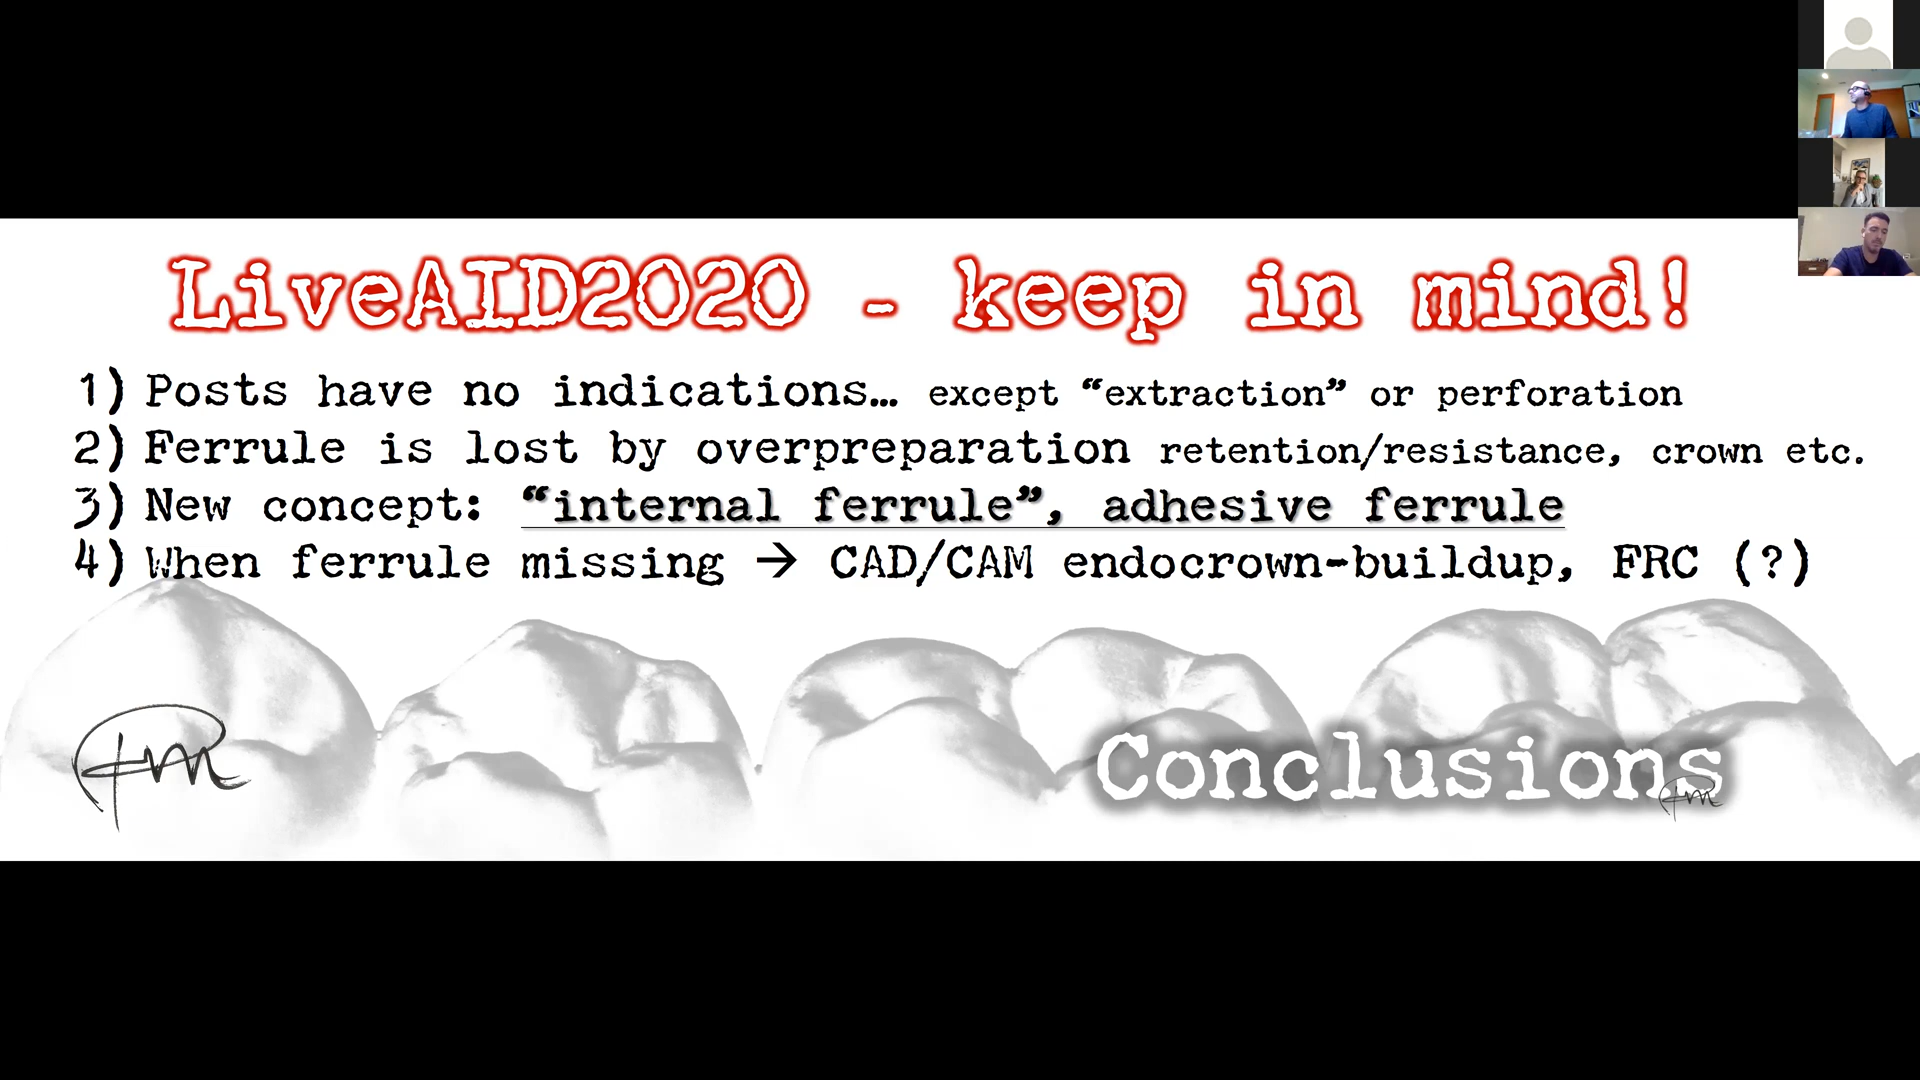 LiveAID2020 - keep in mind!
1) Posts have no indications… except “extraction” or perforation
2) Ferrule is lost by overpreparation retention/resistance, crown etc.
3) New concept: “internal ferrule”, adhesive ferrule
4) When ferrule missing → CAD/CAM endocrown-buildup, FRC (?)
Conclusions